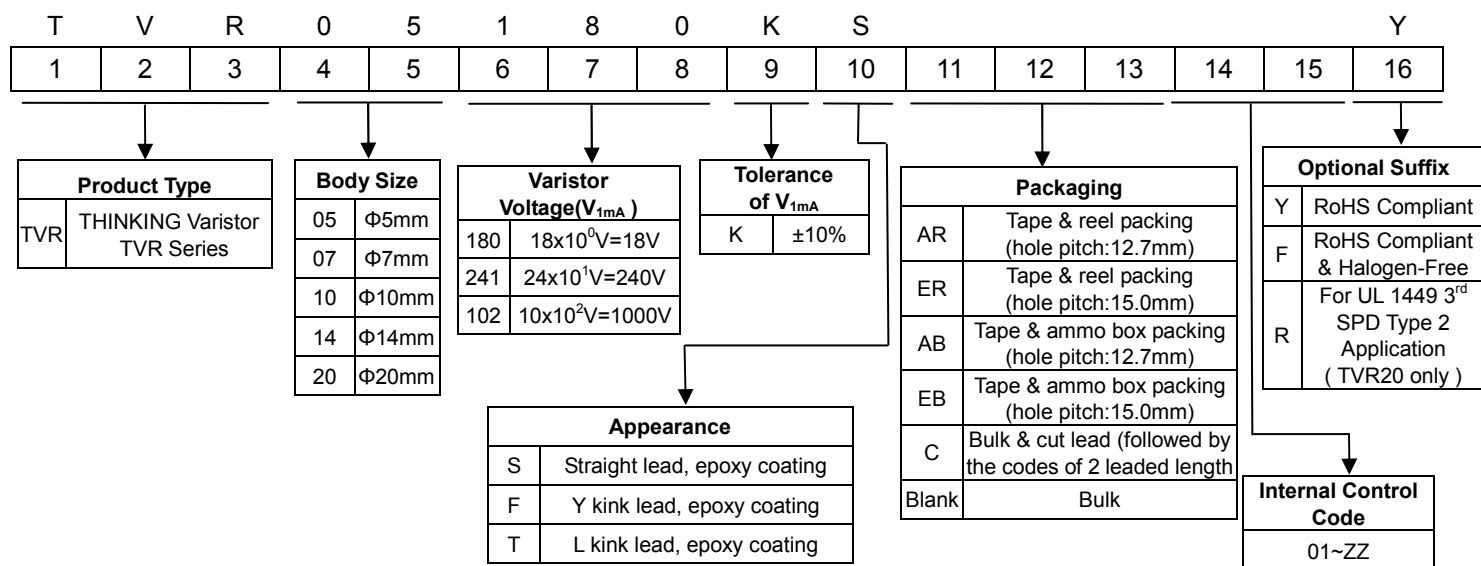 T V R 0 5 1 8 0 K S Y
1 2 3 4 5 6 7 8 9 10 11 12 13 14 15 16
Product Type
TVR THINKING Varistor
TVR Series
Body Size
05 Φ5mm
07 Φ7mm
10 Φ10mm
14 Φ14mm
20 Φ20mm
Varistor
Voltage(V1mA )
180 18x10⁰V=18V
241 24x10¹V=240V
102 10x10²V=1000V
Tolerance
of V1mA
K ±10%
Appearance
S Straight lead, epoxy coating
F Y kink lead, epoxy coating
T L kink lead, epoxy coating
Packaging
AR Tape & reel packing
(hole pitch:12.7mm)
ER Tape & reel packing
(hole pitch:15.0mm)
AB Tape & ammo box packing
(hole pitch:12.7mm)
EB Tape & ammo box packing
(hole pitch:15.0mm)
C Bulk & cut lead (followed by
the codes of 2 leaded length
Blank Bulk
Optional Suffix
Y RoHS Compliant
F RoHS Compliant
& Halogen-Free
R For UL 1449 3rd
SPD Type 2
Application
( TVR20 only )
Internal Control
Code
01~ZZ